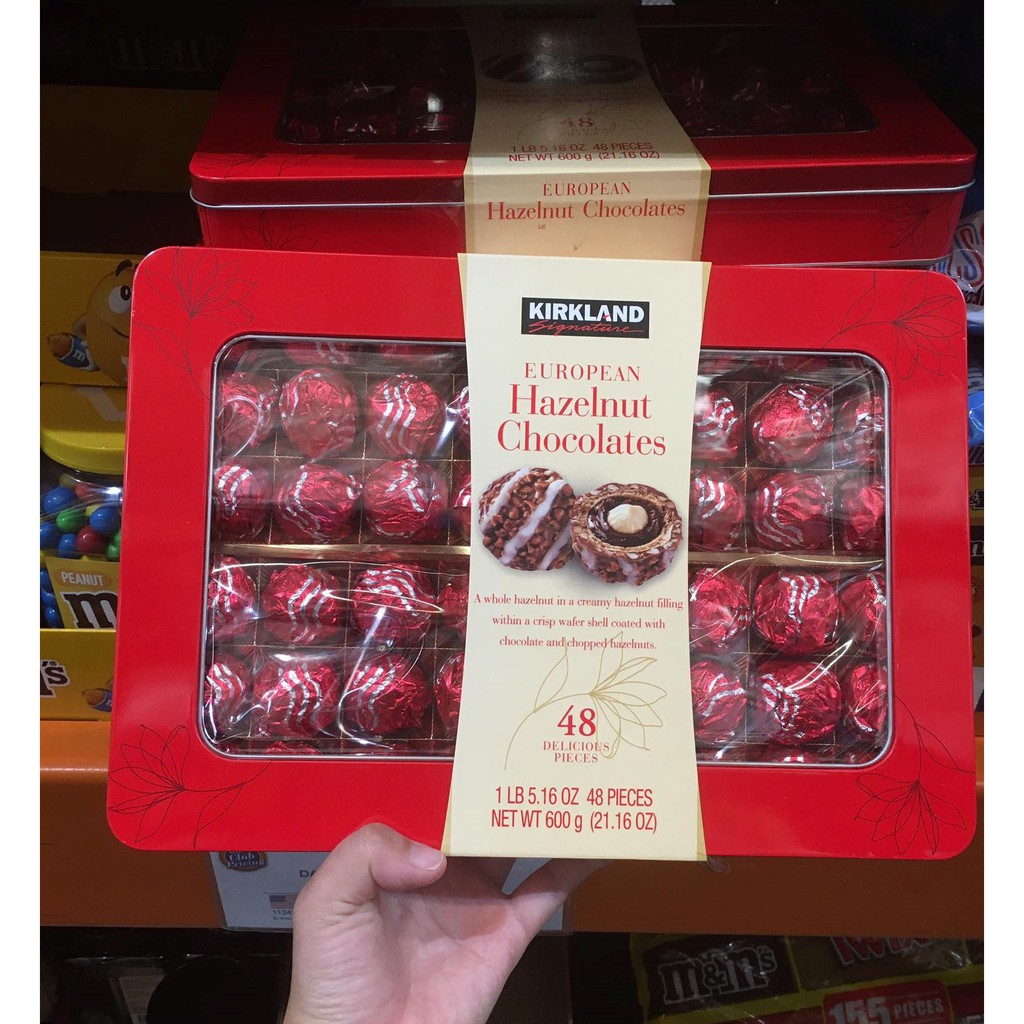 48
1 LB 5.16 OZ 48 PIECES
NET WT 600 g (21.16 OZ)
EUROPEAN
Hazelnut Chocolates
KIRKLAND
Signature
EUROPEAN
Hazelnut
Chocolates
A whole hazelnut in a creamy hazelnut filling
within a crisp wafer shell coated with
chocolate and chopped hazelnuts.
48
DELICIOUS
PIECES
1 LB 5.16 OZ 48 PIECES
NET WT 600 g (21.16 OZ)
PEANUT
m
m
's
Club
Pricing
DA
m&m's
155 PIECES